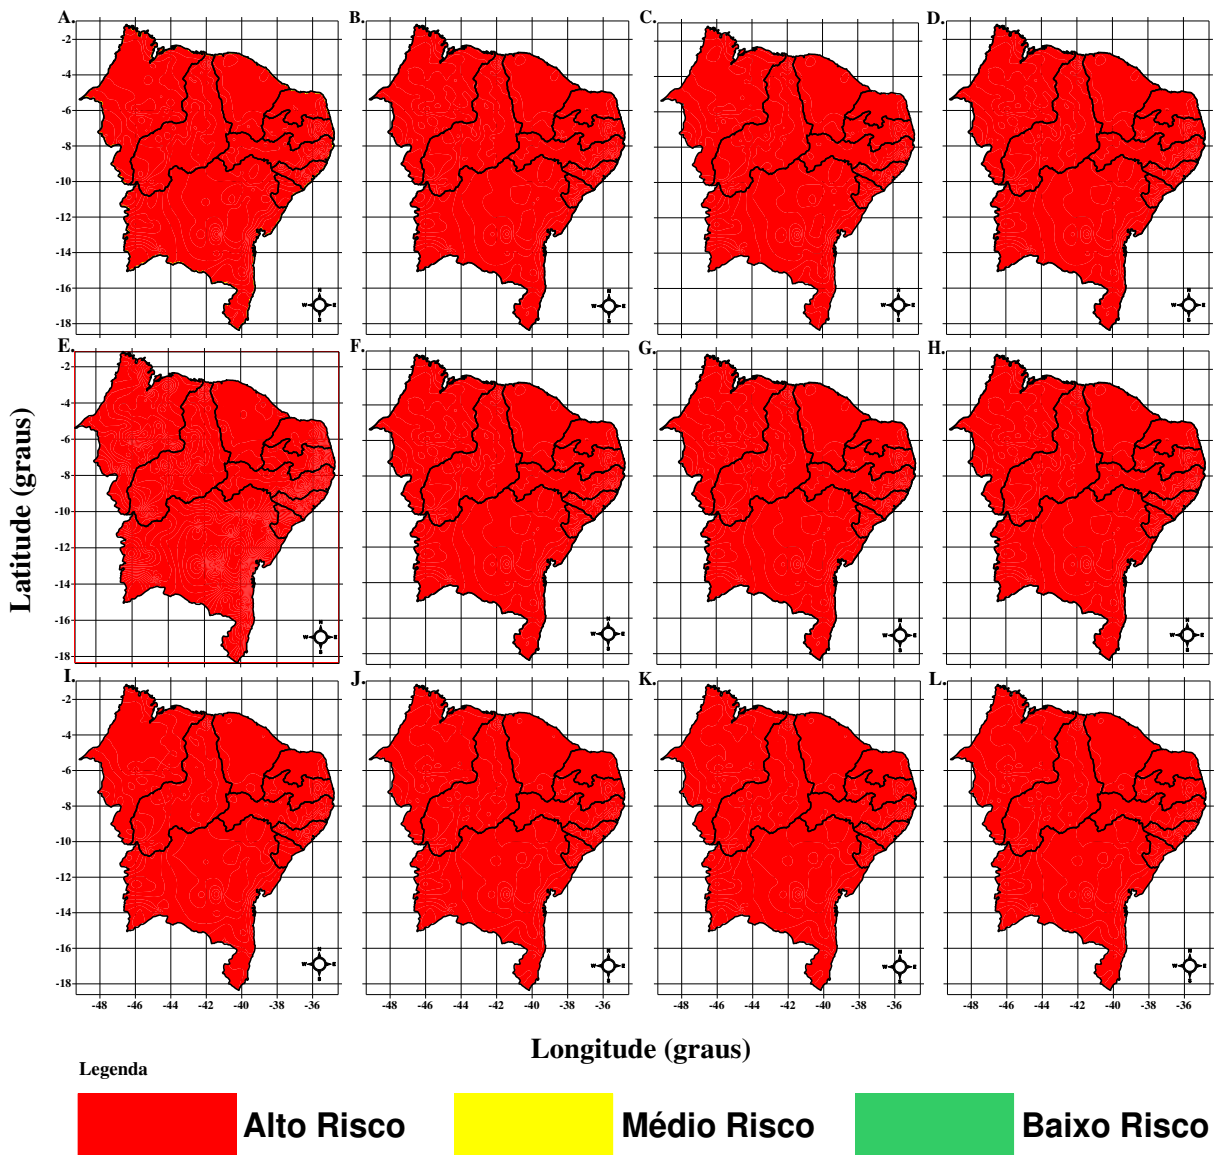 A. B. C. D.
-2
-4
-6
-8
-10
-12
-14
-16
-18
N
W E
S
N
W E
S
N
W E
S
N
W E
S
E. F. G. H.
-2
-4
-6
-8
-10
-12
-14
-16
-18
N
W E
S
N
W E
S
N
W E
S
N
W E
S
I. J. K. L.
-2
-4
-6
-8
-10
-12
-14
-16
-18
N
W E
S
N
W E
S
N
W E
S
N
W E
S
-48 -46 -44 -42 -40 -38 -36
-48 -46 -44 -42 -40 -38 -36
-48 -46 -44 -42 -40 -38 -36
-48 -46 -44 -42 -40 -38 -36
Latitude (graus)
Longitude (graus)
Legenda
Alto Risco
Médio Risco
Baixo Risco